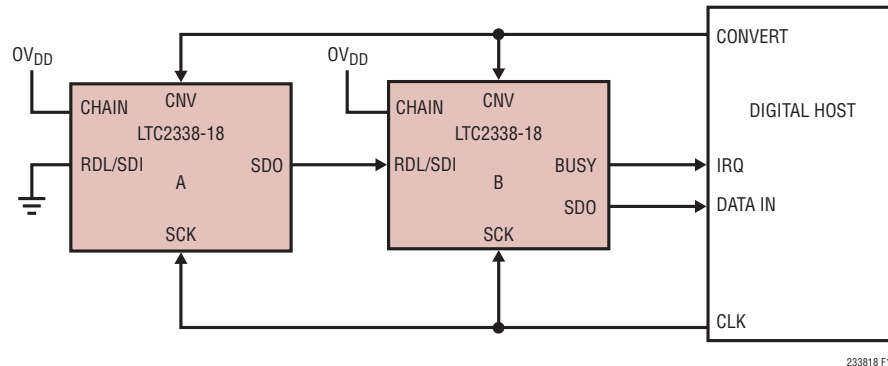 CONVERT
OVDD
OVDD
CHAIN
CNV
LTC2338-18
RDL/SDI
SDO
A
SCK
CHAIN
CNV
LTC2338-18
RDL/SDI
BUSY
B
SDO
SCK
DIGITAL HOST
IRQ
DATA IN
CLK